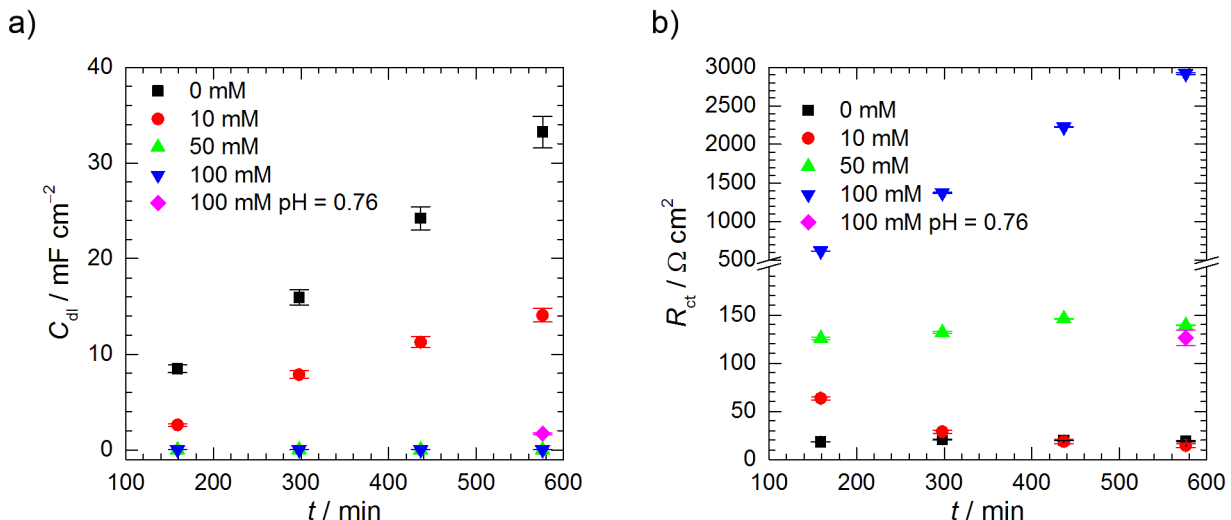 a)
40
30
20
10
0
100 200 300 400 500 600
C_dl / mF cm⁻²
t / min
0 mM
10 mM
50 mM
100 mM
100 mM pH = 0.76
b)
3000
2500
2000
1500
1000
500
150
100
50
0
100 200 300 400 500 600
R_ct / Ω cm²
t / min
0 mM
10 mM
50 mM
100 mM
100 mM pH = 0.76